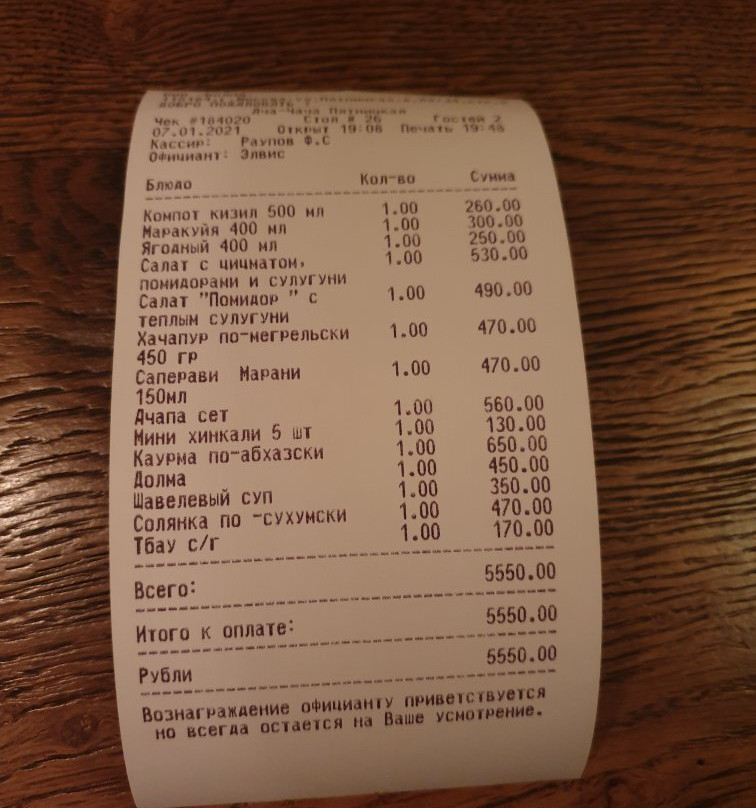 добро пожаловать !
Ача-Чача Пятницкая
Чек #184020 Стол # 26 Гостей 2
07.01.2021 Открыт 19:08 Печать 19:48
Кассир: Раупов Ф.С
Официант: Элвис
Блюдо Кол-во Сумма
Компот кизил 500 мл 1.00 260.00
Маракуйя 400 мл 1.00 300.00
Ягодный 400 мл 1.00 250.00
Салат с цицматом, 1.00 530.00
помидорами и сулугуни
Салат "Помидор " с 1.00 490.00
теплым сулугуни
Хачапур по-мегрельски 1.00 470.00
450 гр
Саперави Марани 1.00 470.00
150мл
Ачапа сет 1.00 560.00
Мини хинкали 5 шт 1.00 130.00
Каурма по-абхазски 1.00 650.00
Долма 1.00 450.00
Шавелевый суп 1.00 350.00
Солянка по -сухумски 1.00 470.00
Тбау с/г 1.00 170.00
Всего: 5550.00
Итого к оплате: 5550.00
Рубли 5550.00
Вознаграждение официанту приветствуется
но всегда остается на Ваше усмотрение.